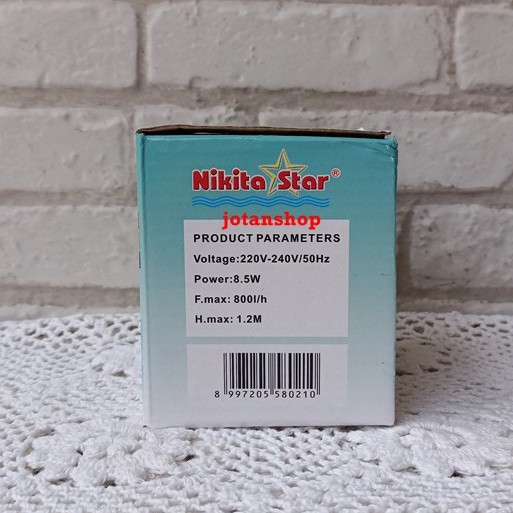 Nikita Star®
jotanshop
PRODUCT PARAMETERS
Voltage:220V-240V/50Hz
Power:8.5W
F.max: 800l/h
H.max: 1.2M
8 997205 580210